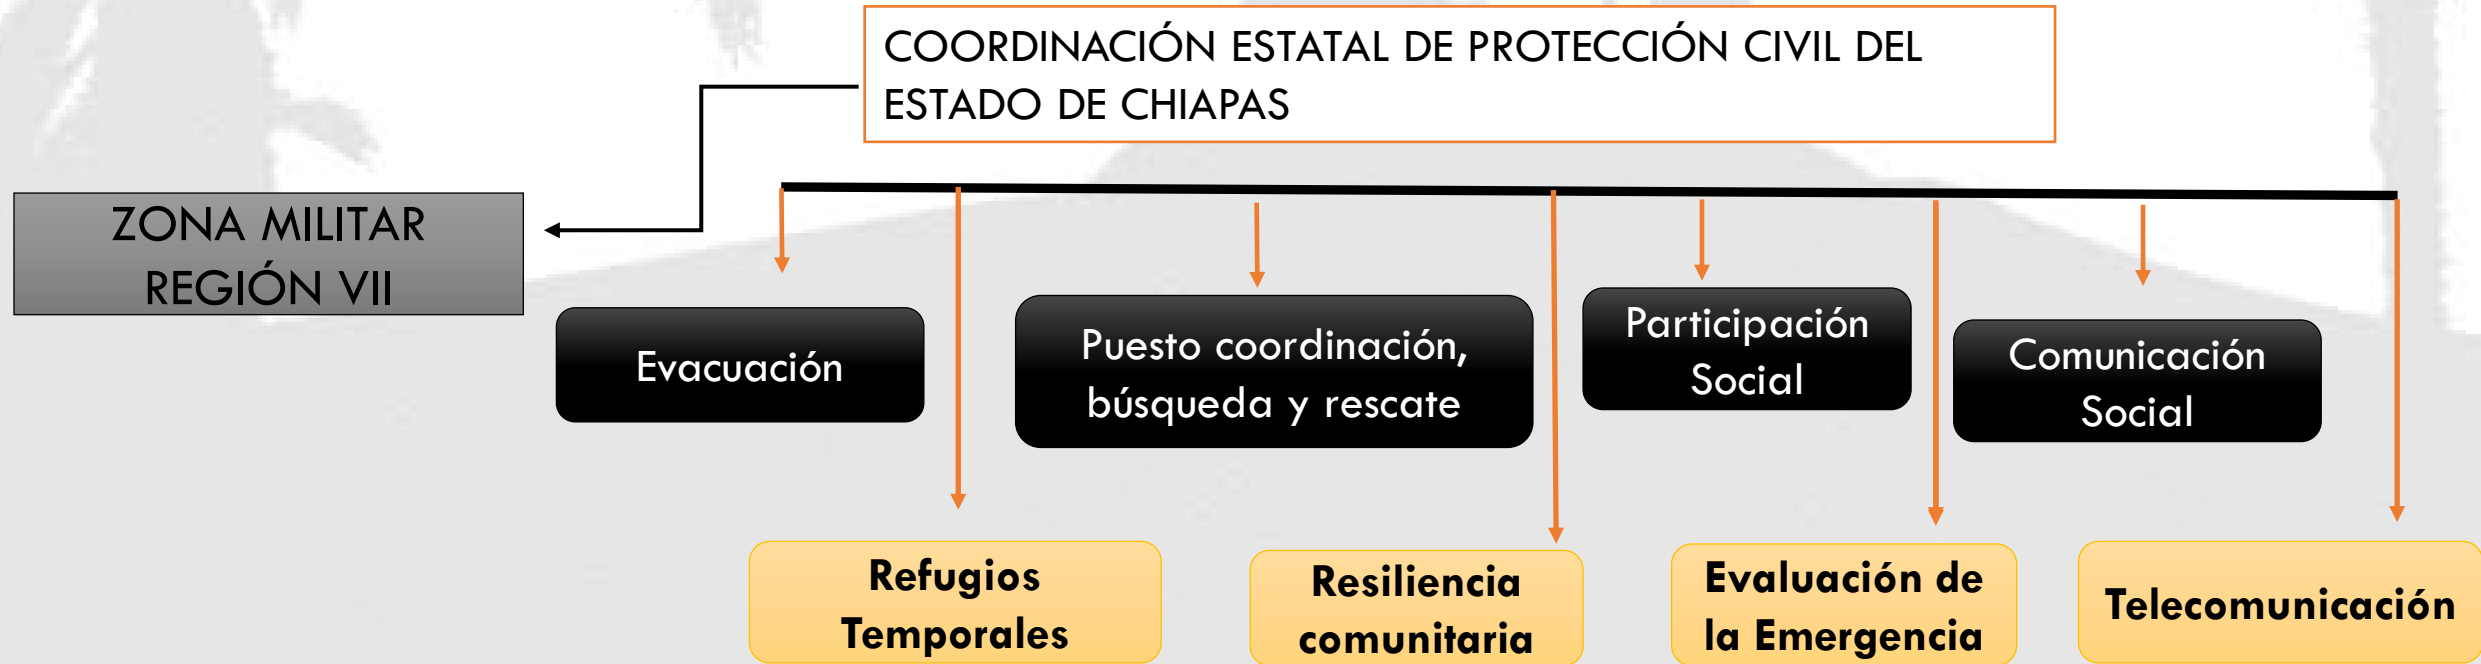 COORDINACIÓN ESTATAL DE PROTECCIÓN CIVIL DEL
ESTADO DE CHIAPAS
ZONA MILITAR
REGIÓN VII
Evacuación
Puesto coordinación,
búsqueda y rescate
Participación
Social
Comunicación
Social
Refugios
Temporales
Resiliencia
comunitaria
Evaluación de
la Emergencia
Telecomunicación